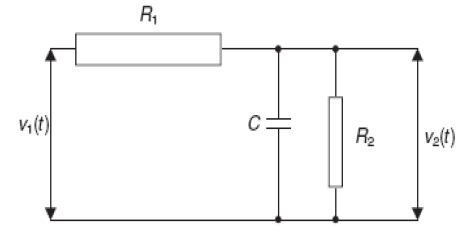 R₁
v₁(t)
C
R₂
v₂(t)